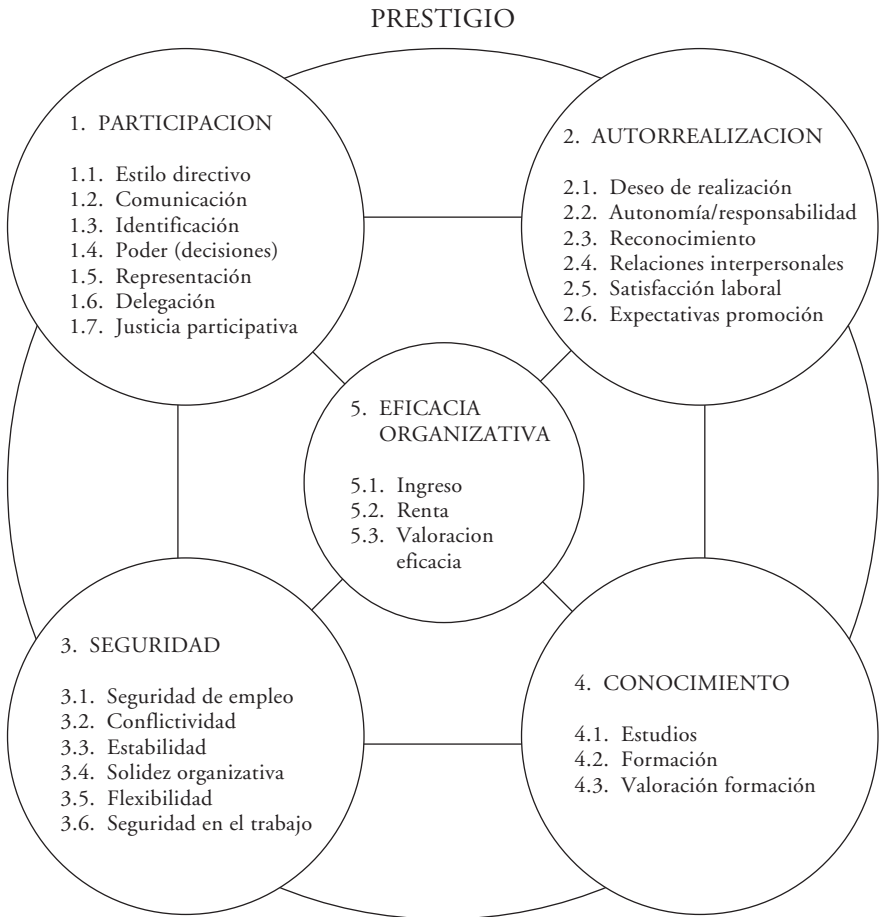 PRESTIGIO
1. PARTICIPACION
1.1. Estilo directivo
1.2. Comunicación
1.3. Identificación
1.4. Poder (decisiones)
1.5. Representación
1.6. Delegación
1.7. Justicia participativa
2. AUTORREALIZACION
2.1. Deseo de realización
2.2. Autonomía/responsabilidad
2.3. Reconocimiento
2.4. Relaciones interpersonales
2.5. Satisfacción laboral
2.6. Expectativas promoción
5. EFICACIA
ORGANIZATIVA
5.1. Ingreso
5.2. Renta
5.3. Valoracion
eficacia
3. SEGURIDAD
3.1. Seguridad de empleo
3.2. Conflictividad
3.3. Estabilidad
3.4. Solidez organizativa
3.5. Flexibilidad
3.6. Seguridad en el trabajo
4. CONOCIMIENTO
4.1. Estudios
4.2. Formación
4.3. Valoración formación